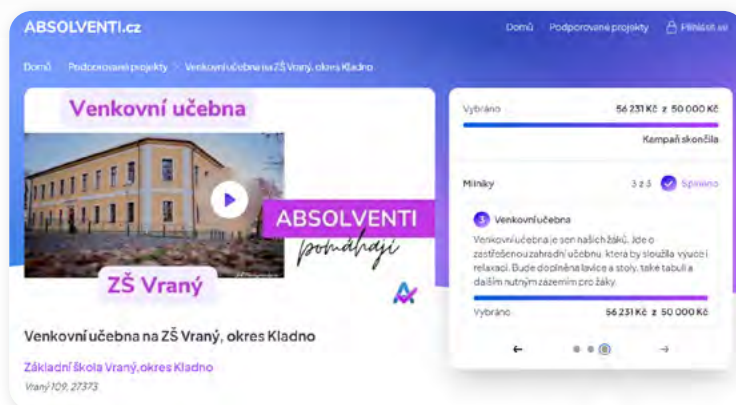 ABSOLVENTI.cz
Domů Podporované projekty Přihlásit se
Domů Podporované projekty > Venkovní učebna na ZŠ Vraný, okres Kladno
Venkovní učebna
ABSOLVENTI
pomáhají
ZŠ Vraný
Venkovní učebna na ZŠ Vraný, okres Kladno
Základní škola Vraný, okres Kladno
Vraný 109, 27373
Vybráno 56 231 Kč z 50 000 Kč
Kampaň skončila
Milníky 3 z 3 Splněno
3 Venkovní učebna
Venkovní učebna je sen našich žáků. Jde o
zastřešenou zahradní učebnu, která by sloužila výuce i
relaxaci. Bude doplněna lavice a stoly, také tabulí a
dalším nutným zázemím pro žáky.
Vybráno 56 231 Kč z 50 000 Kč